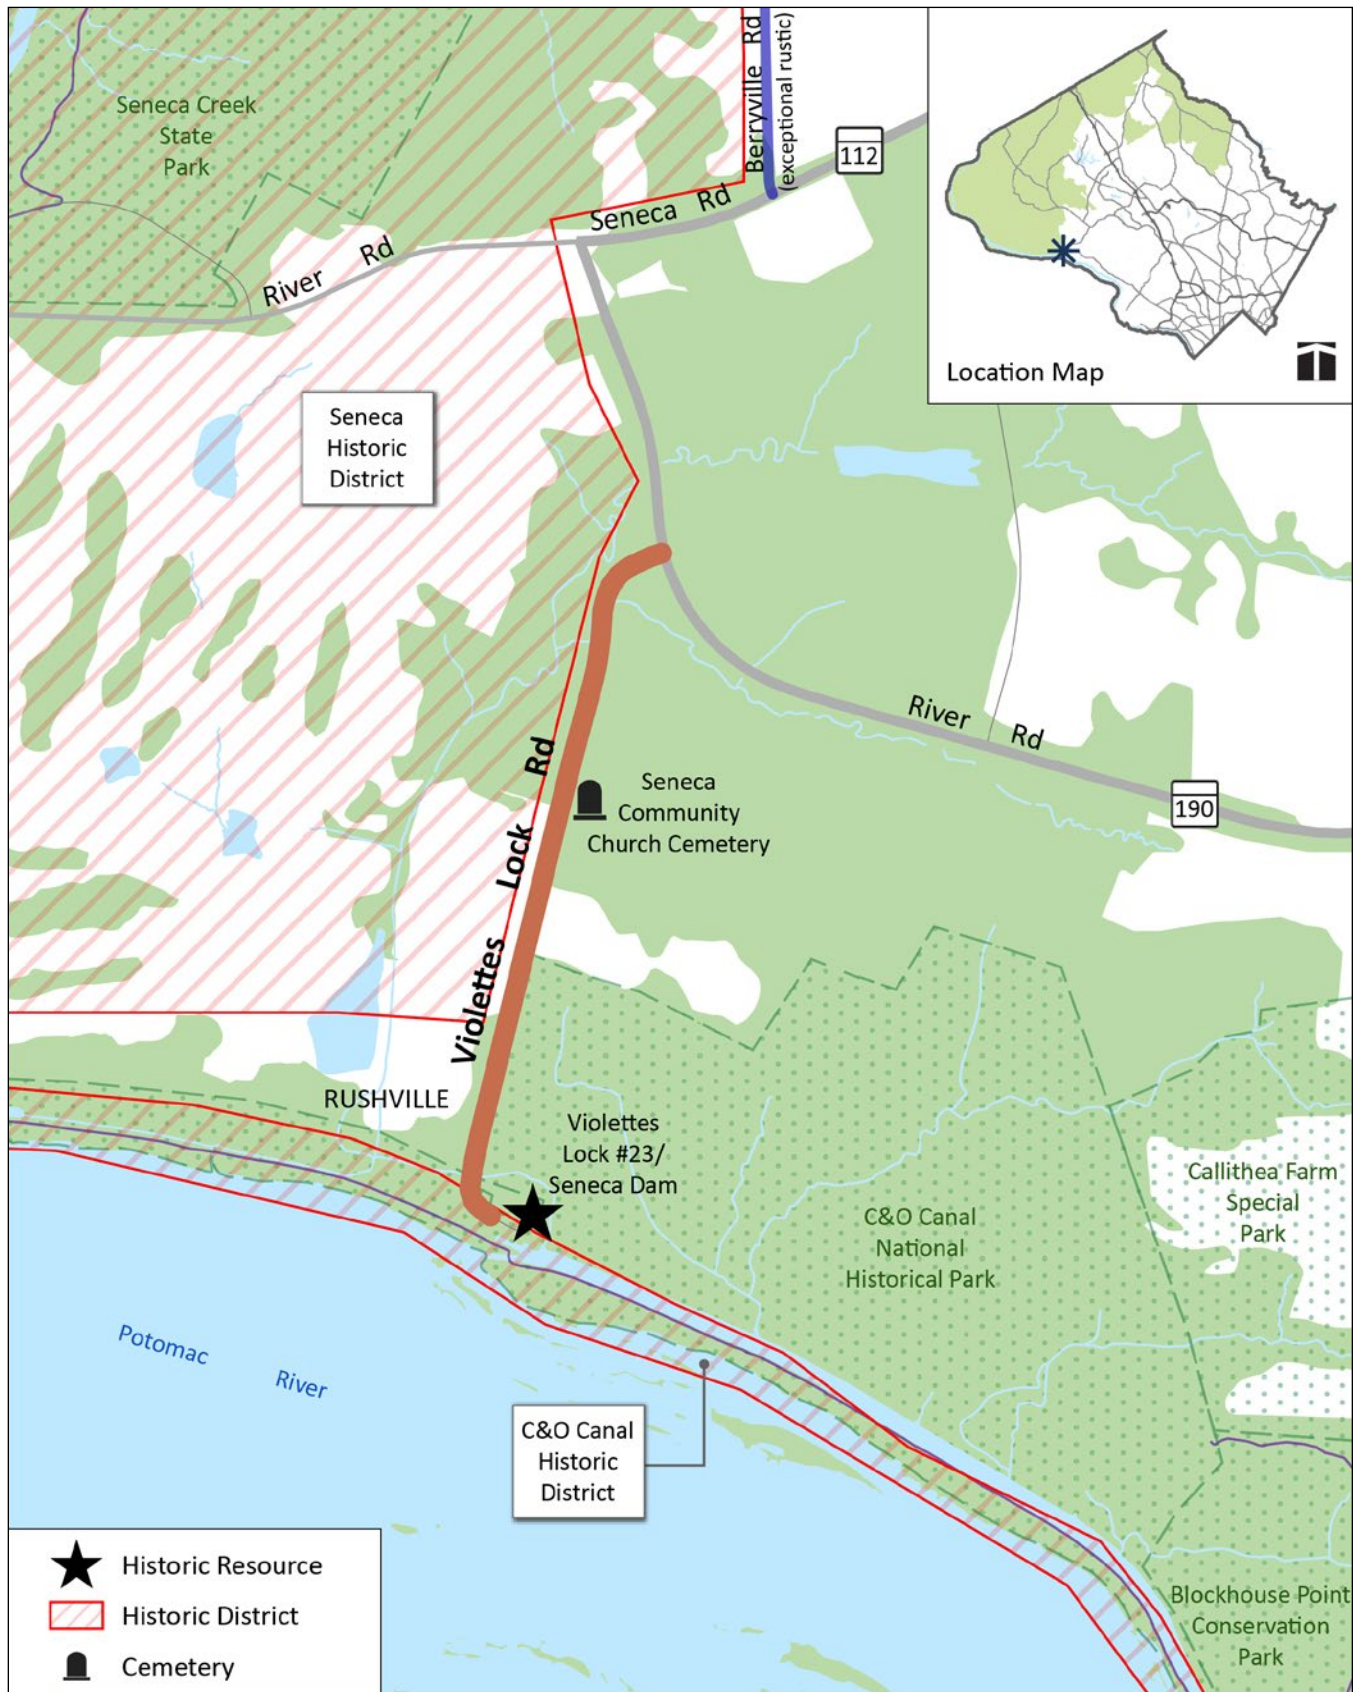 Seneca Creek
State
Park
Berryville Rd
(exceptional rustic)
112
Seneca Rd
River Rd
Location Map
Seneca
Historic
District
River Rd
190
Violettes Lock Rd
Seneca
Community
Church Cemetery
RUSHVILLE
Violettes
Lock #23/
Seneca Dam
C&O Canal
National
Historical Park
Callithea Farm
Special
Park
Potomac River
C&O Canal
Historic
District
Blockhouse Point
Conservation
Park
Historic Resource
Historic District
Cemetery